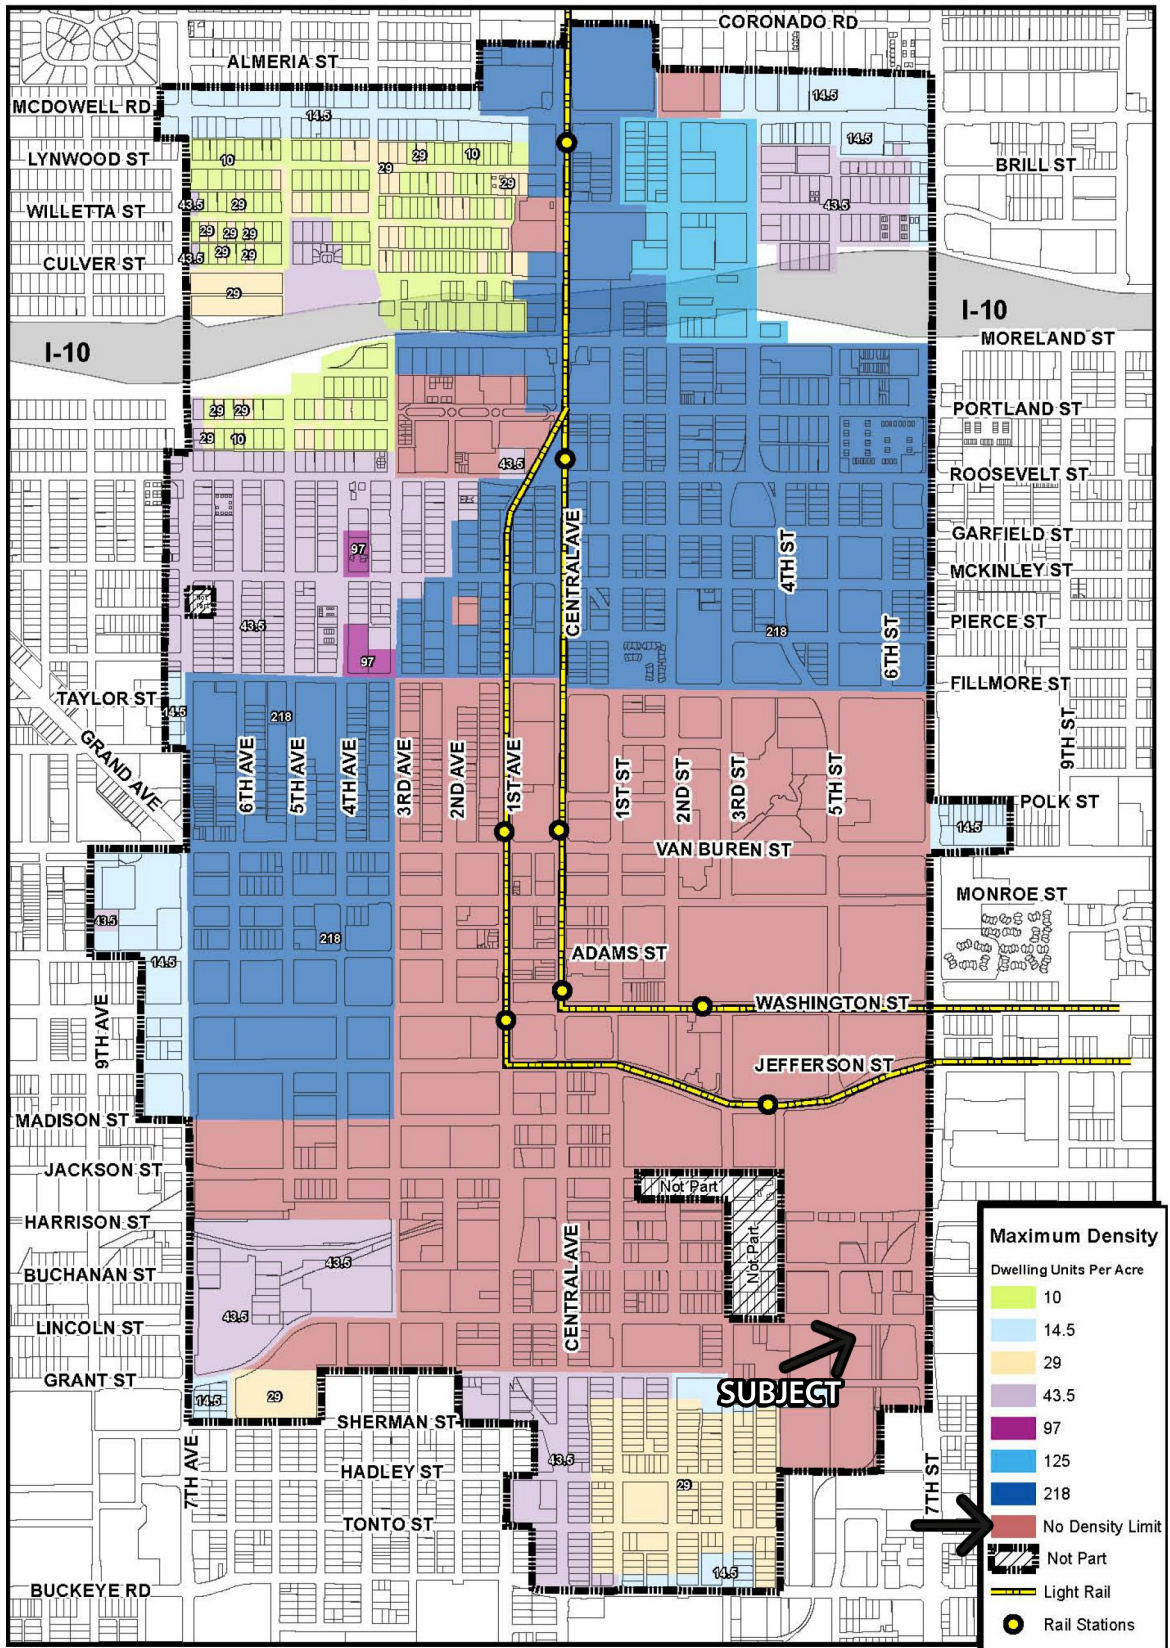 CORONADO RD
ALMERIA ST
14.5
MCDOWELL RD
14.5
14.5
LYNWOOD ST
10
29
10
29
BRILL ST
29
WILLETTA ST
43.5
29
43.5
29
29
29
CULVER ST
43.5
29
29
29
I-10
I-10
MORELAND ST
29
29
PORTLAND ST
29
10
43.5
ROOSEVELT ST
CENTRAL AVE
GARFIELD ST
97
4TH ST
MCKINLEY ST
Not Part
43.5
218
PIERCE ST
6TH ST
97
FILLMORE ST
TAYLOR ST
14.5
218
9TH ST
GRAND AVE
6TH AVE
5TH AVE
4TH AVE
3RD AVE
2ND AVE
1ST AVE
1ST ST
2ND ST
3RD ST
5TH ST
POLK ST
14.5
VAN BUREN ST
MONROE ST
43.5
218
ADAMS ST
14.5
9TH AVE
WASHINGTON ST
JEFFERSON ST
MADISON ST
JACKSON ST
Not Part
HARRISON ST
Not Part
CENTRAL AVE
43.5
BUCHANAN ST
43.5
LINCOLN ST
GRANT ST
SUBJECT
14.5
29
SHERMAN ST
7TH AVE
43.5
HADLEY ST
29
7TH ST
TONTO ST
14.5
BUCKEYE RD
Maximum Density
Dwelling Units Per Acre
10
14.5
29
43.5
97
125
218
No Density Limit
Not Part
Light Rail
Rail Stations